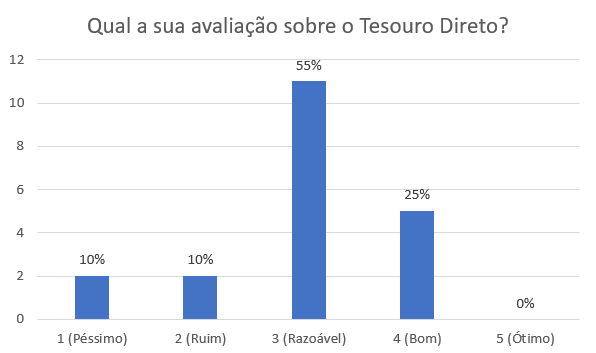 Qual a sua avaliação sobre o Tesouro Direto?
12
10
8
6
4
2
0
10%
10%
55%
25%
0%
1 (Péssimo)
2 (Ruim)
3 (Razoável)
4 (Bom)
5 (Ótimo)